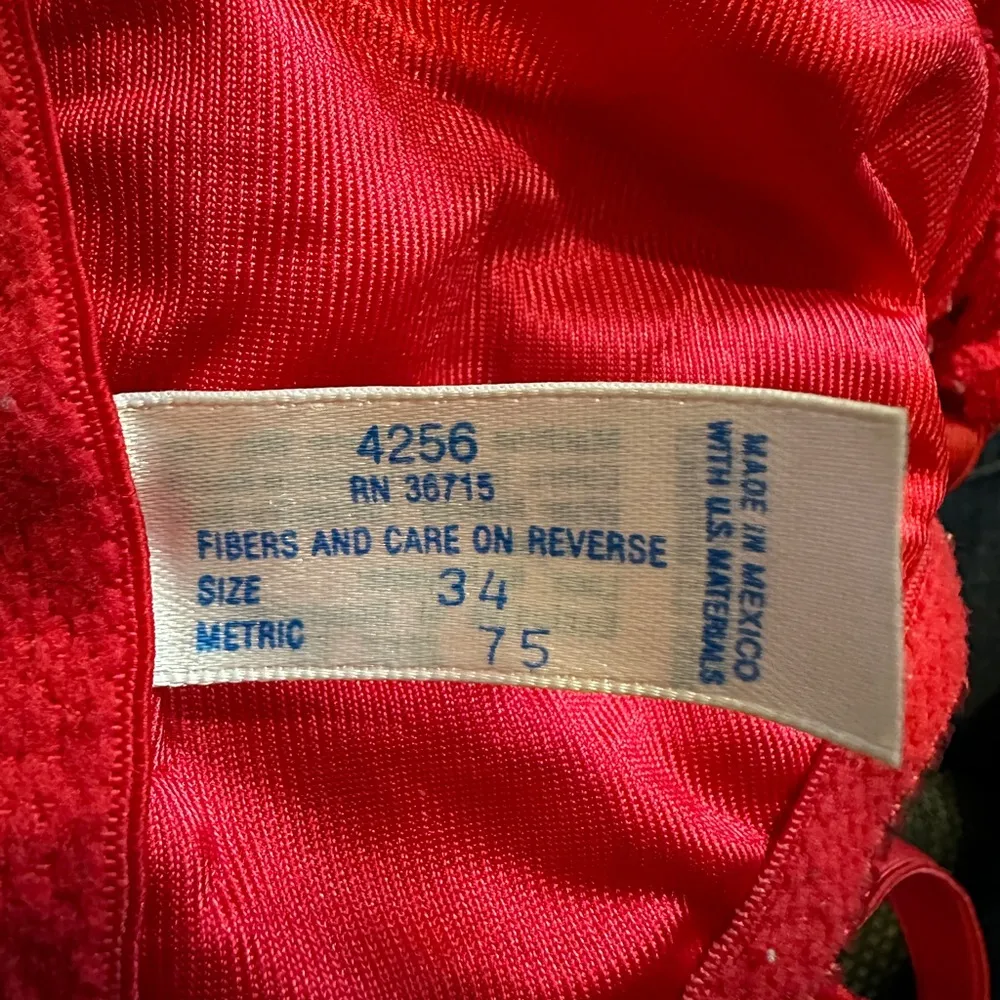 4256
RN 36715
FIBERS AND CARE ON REVERSE
SIZE 34
METRIC 75
MADE IN MEXICO
WITH U.S MATERIALS